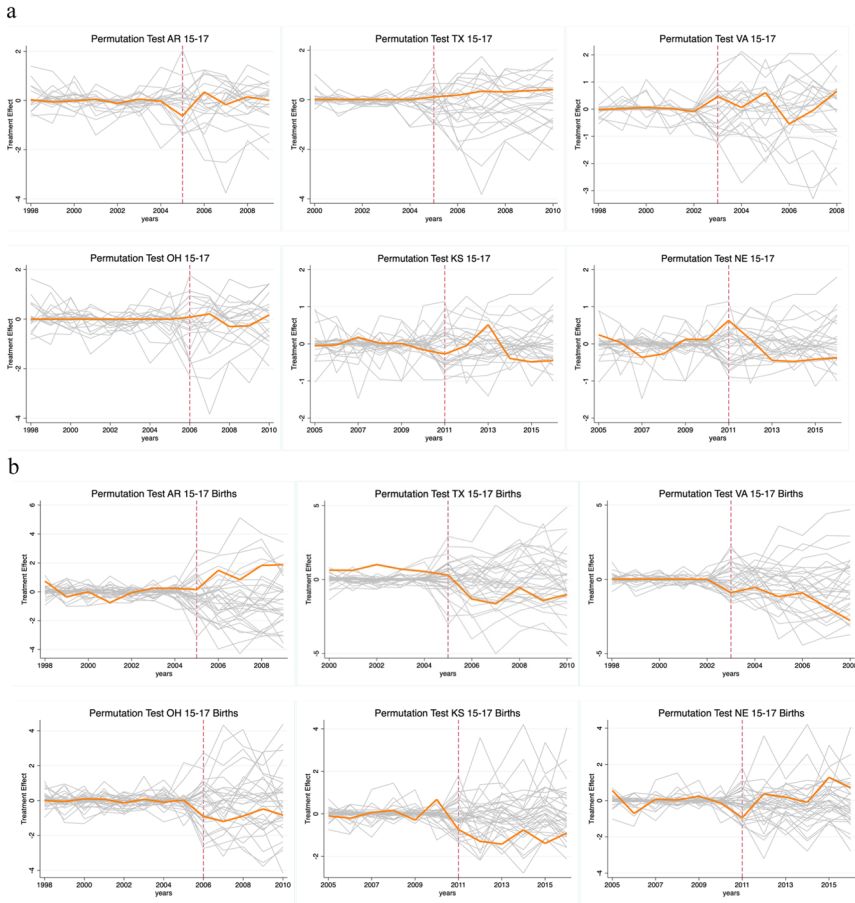 a
Permutation Test AR 15-17
Treatment Effect
2
0
-2
-4
1998 2000 2002 2004 2006 2008
years
Permutation Test TX 15-17
Treatment Effect
2
0
-2
-4
2000 2002 2004 2006 2008 2010
years
Permutation Test VA 15-17
Treatment Effect
2
1
0
-1
-2
-3
1998 2000 2002 2004 2006 2008
years
Permutation Test OH 15-17
Treatment Effect
2
0
-2
-4
1998 2000 2002 2004 2006 2008 2010
years
Permutation Test KS 15-17
Treatment Effect
2
1
0
-1
-2
2005 2007 2009 2011 2013 2015
years
Permutation Test NE 15-17
Treatment Effect
2
1
0
-1
-2
2005 2007 2009 2011 2013 2015
years
b
Permutation Test AR 15-17 Births
Treatment Effect
6
4
2
0
-2
-4
1998 2000 2002 2004 2006 2008
years
Permutation Test TX 15-17 Births
Treatment Effect
5
0
-5
2000 2002 2004 2006 2008 2010
years
Permutation Test VA 15-17 Births
Treatment Effect
5
0
-5
1998 2000 2002 2004 2006 2008
years
Permutation Test OH 15-17 Births
Treatment Effect
4
2
0
-2
-4
1998 2000 2002 2004 2006 2008 2010
years
Permutation Test KS 15-17 Births
Treatment Effect
4
2
0
-2
2005 2007 2009 2011 2013 2015
years
Permutation Test NE 15-17 Births
Treatment Effect
4
2
0
-2
-4
2005 2007 2009 2011 2013 2015
years